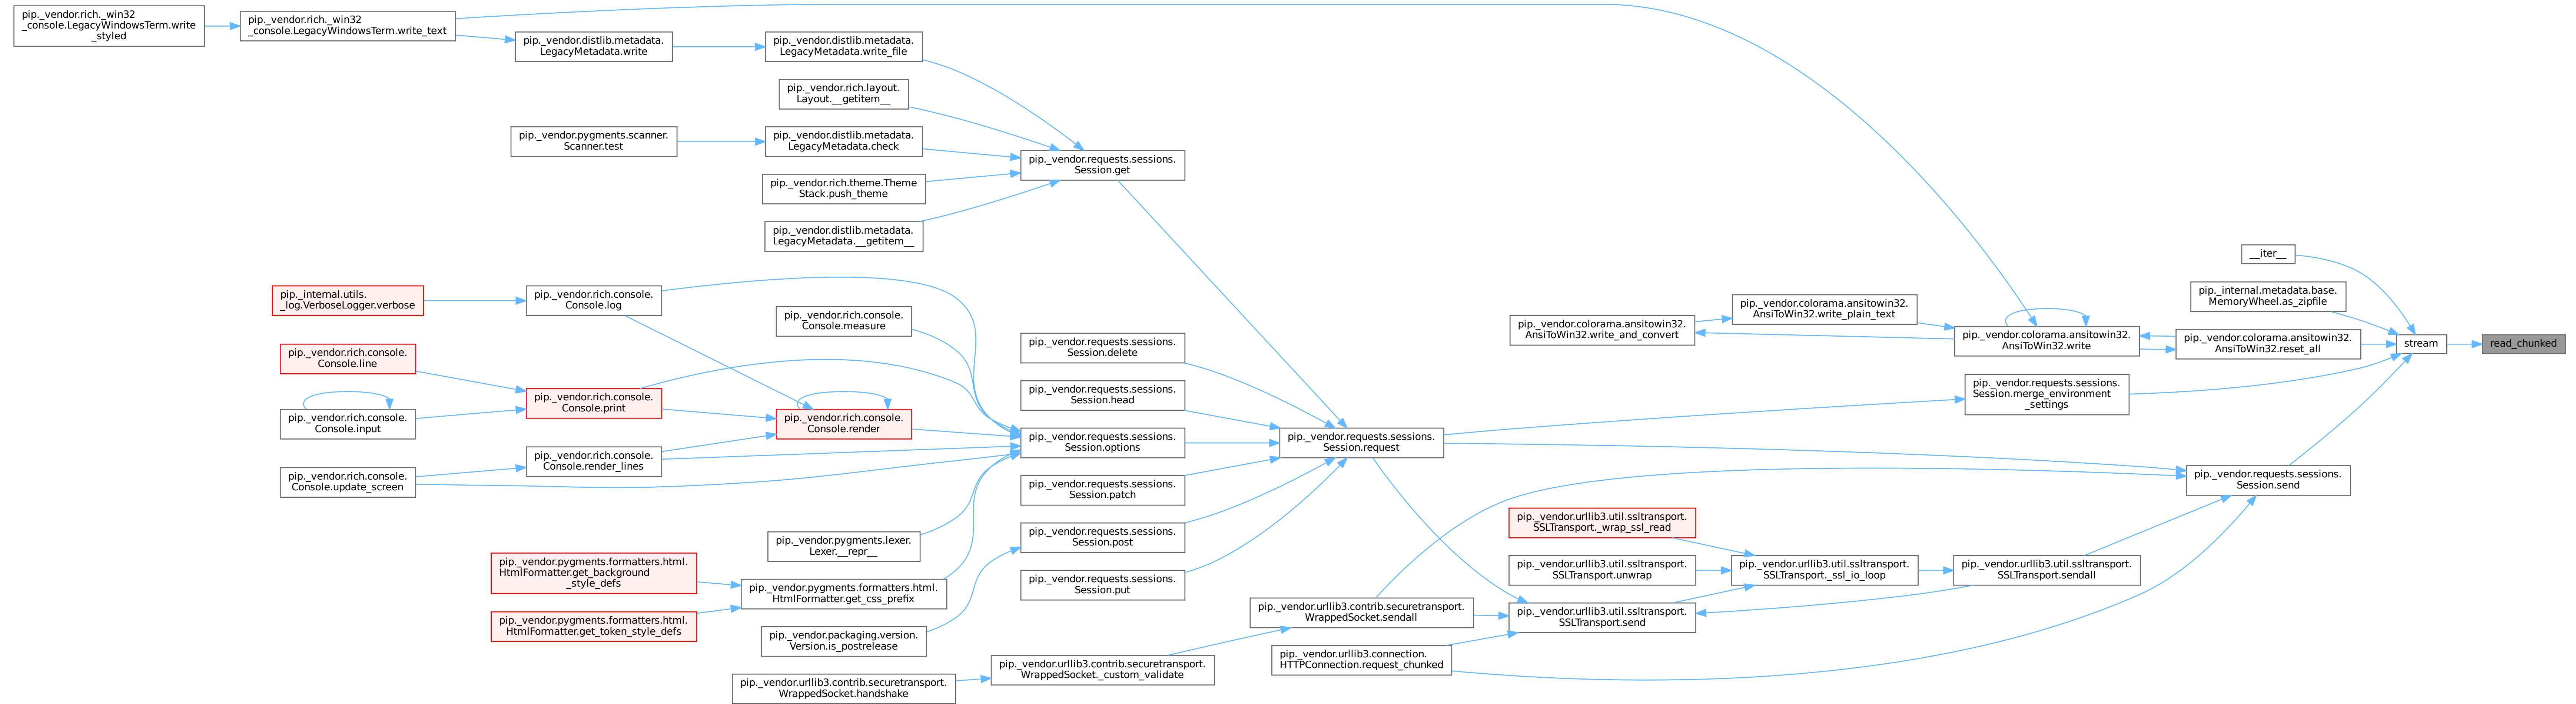 pip._vendor.rich._win32
_console.LegacyWindowsTerm.write
_styled
pip._vendor.rich._win32
_console.LegacyWindowsTerm.write_text
pip._vendor.distlib.metadata.
LegacyMetadata.write
pip._vendor.distlib.metadata.
LegacyMetadata.write_file
pip._vendor.rich.layout.
Layout.__getitem__
pip._vendor.pygments.scanner.
Scanner.test
pip._vendor.distlib.metadata.
LegacyMetadata.check
pip._vendor.requests.sessions.
Session.get
pip._vendor.rich.theme.Theme
Stack.push_theme
pip._vendor.distlib.metadata.
LegacyMetadata.__getitem__
__iter__
pip._internal.metadata.base.
MemoryWheel.as_zipfile
pip._internal.utils.
_log.VerboseLogger.verbose
pip._vendor.rich.console.
Console.log
pip._vendor.rich.console.
Console.measure
pip._vendor.colorama.ansitowin32.
AnsiToWin32.write_and_convert
pip._vendor.colorama.ansitowin32.
AnsiToWin32.write_plain_text
pip._vendor.colorama.ansitowin32.
AnsiToWin32.write
pip._vendor.colorama.ansitowin32.
AnsiToWin32.reset_all
stream
read_chunked
pip._vendor.rich.console.
Console.line
pip._vendor.requests.sessions.
Session.delete
pip._vendor.rich.console.
Console.input
pip._vendor.rich.console.
Console.print
pip._vendor.rich.console.
Console.render
pip._vendor.requests.sessions.
Session.head
pip._vendor.requests.sessions.
Session.merge_environment
_settings
pip._vendor.rich.console.
Console.update_screen
pip._vendor.rich.console.
Console.render_lines
pip._vendor.requests.sessions.
Session.options
pip._vendor.requests.sessions.
Session.request
pip._vendor.requests.sessions.
Session.patch
pip._vendor.requests.sessions.
Session.send
pip._vendor.pygments.lexer.
Lexer.__repr__
pip._vendor.requests.sessions.
Session.post
pip._vendor.urllib3.util.ssltransport.
SSLTransport._wrap_ssl_read
pip._vendor.pygments.formatters.html.
HtmlFormatter.get_background
_style_defs
pip._vendor.pygments.formatters.html.
HtmlFormatter.get_css_prefix
pip._vendor.requests.sessions.
Session.put
pip._vendor.urllib3.util.ssltransport.
SSLTransport.unwrap
pip._vendor.urllib3.util.ssltransport.
SSLTransport._ssl_io_loop
pip._vendor.urllib3.util.ssltransport.
SSLTransport.sendall
pip._vendor.pygments.formatters.html.
HtmlFormatter.get_token_style_defs
pip._vendor.packaging.version.
Version.is_postrelease
pip._vendor.urllib3.contrib.securetransport.
WrappedSocket.sendall
pip._vendor.urllib3.util.ssltransport.
SSLTransport.send
pip._vendor.urllib3.contrib.securetransport.
WrappedSocket.handshake
pip._vendor.urllib3.contrib.securetransport.
WrappedSocket._custom_validate
pip._vendor.urllib3.connection.
HTTPConnection.request_chunked